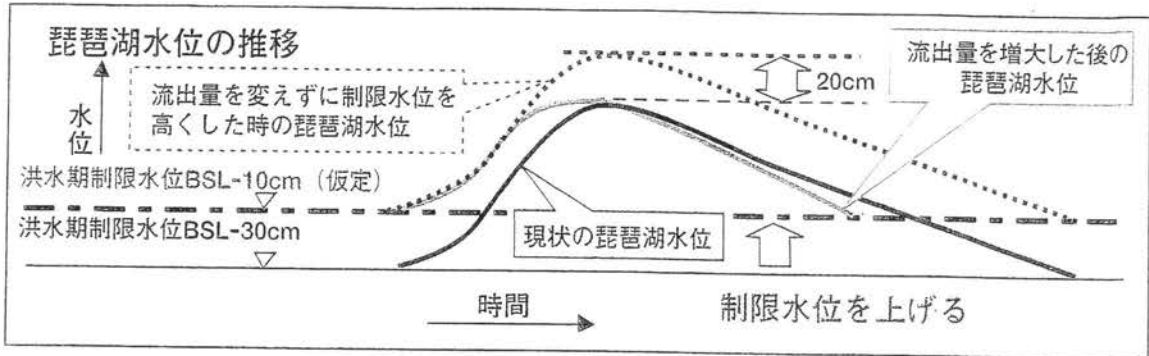 琵琶湖水位の推移
水位
流出量を変えずに制限水位を
高くした時の琵琶湖水位
20cm
流出量を増大した後の
琵琶湖水位
洪水期制限水位BSL-10cm（仮定）
洪水期制限水位BSL-30cm
現状の琵琶湖水位
時間
制限水位を上げる